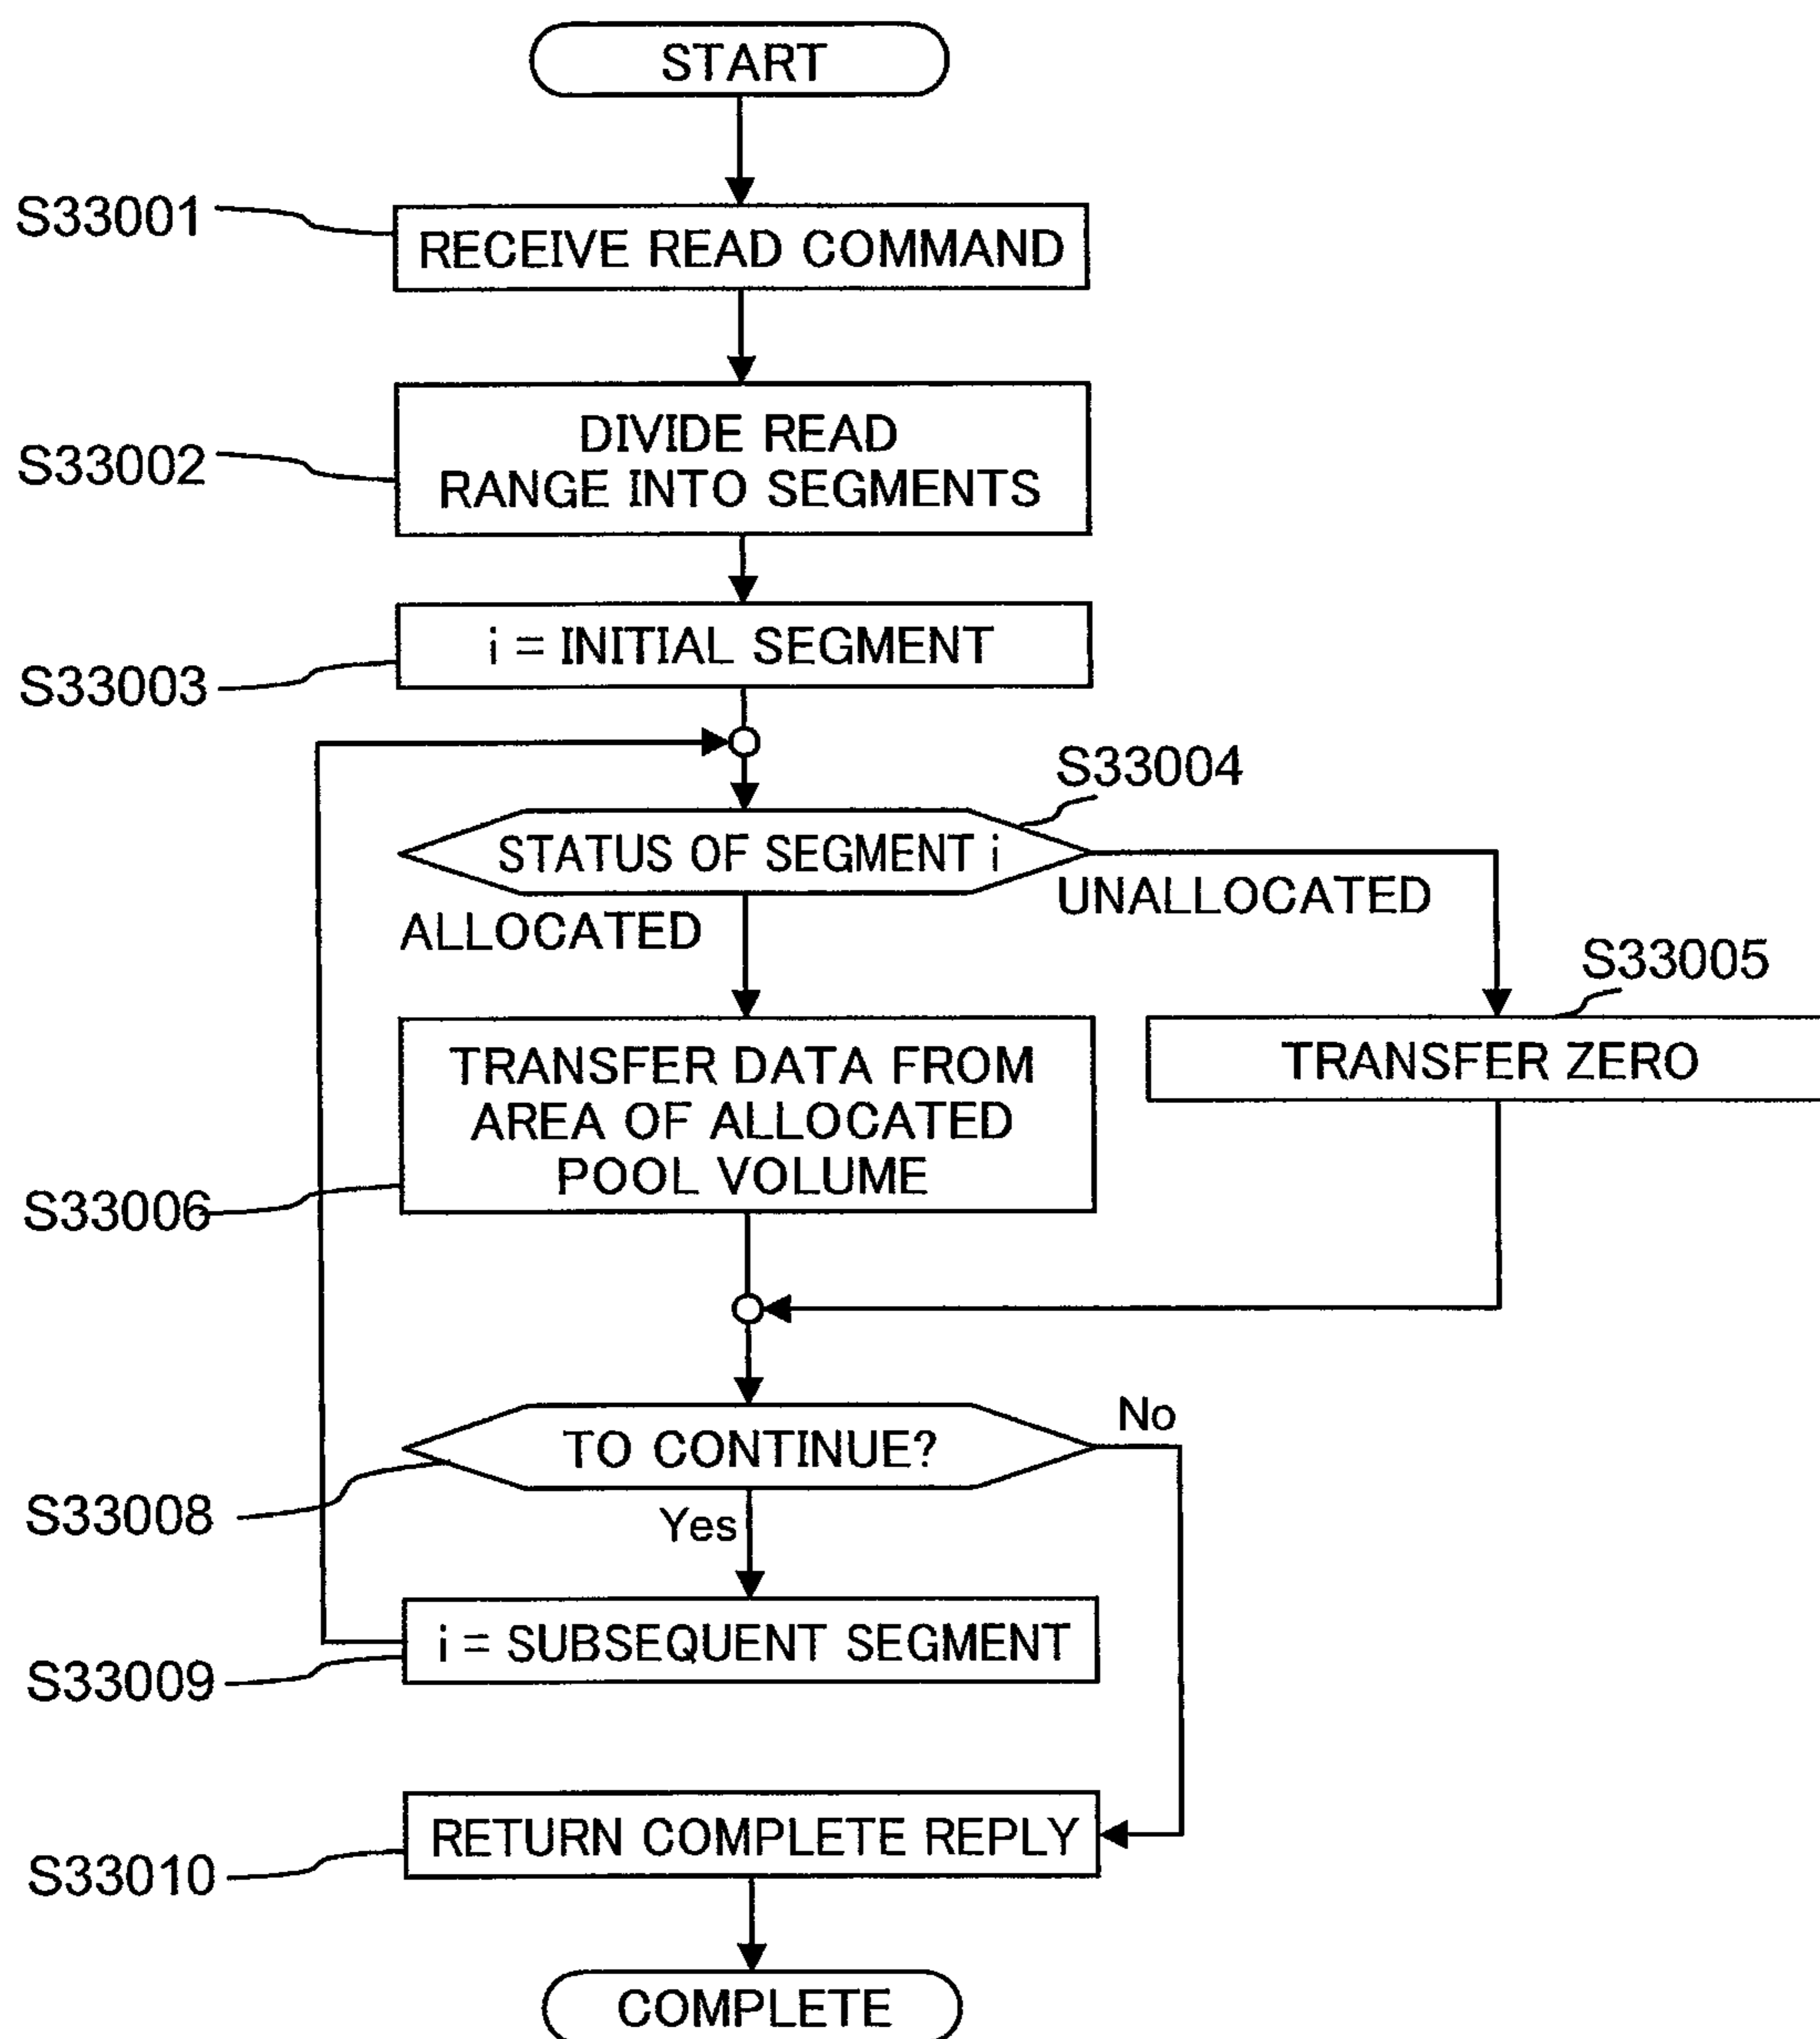 START
S33001
RECEIVE READ COMMAND
S33002
DIVIDE READ
RANGE INTO SEGMENTS
S33003
i = INITIAL SEGMENT
S33004
STATUS OF SEGMENT i
UNALLOCATED
ALLOCATED
S33005
TRANSFER ZERO
S33006
TRANSFER DATA FROM
AREA OF ALLOCATED
POOL VOLUME
No
TO CONTINUE?
S33008
Yes
i = SUBSEQUENT SEGMENT
S33009
RETURN COMPLETE REPLY
S33010
COMPLETE